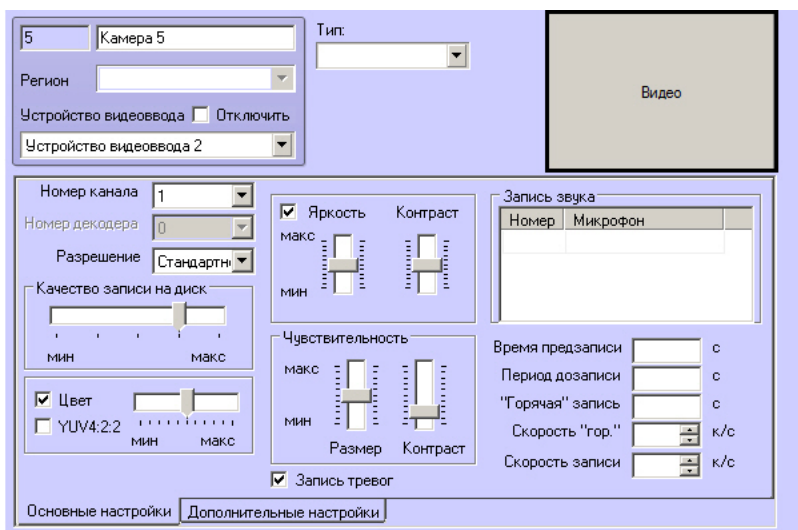 5
Камера 5
Тип:
Регион
Видео
Устройство видеоввода Отключить
Устройство видеоввода 2
Номер канала 1
Номер декодера 0
Разрешение Стандартн
Качество записи на диск
мин макс
Цвет
YUV4:2:2
мин макс
Яркость Контраст
макс
мин
Чувствительность
макс
мин
Размер Контраст
Запись тревог
Запись звука
Номер Микрофон
Время предзаписи с
Период дозаписи с
"Горячая" запись с
Скорость "гор." к/с
Скорость записи к/с
Основные настройки Дополнительные настройки